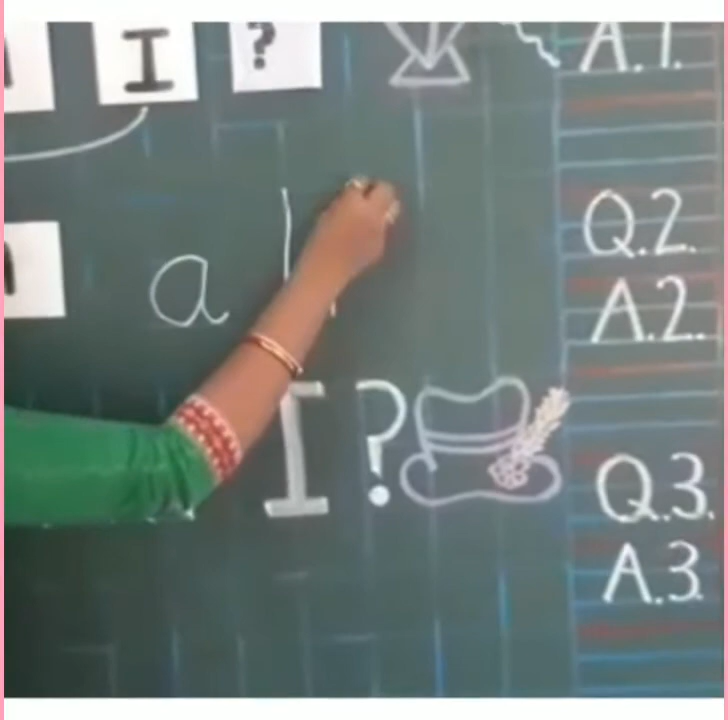 I ?
A.1.
a
Q.2.
A.2.
I ?
Q.3.
A.3